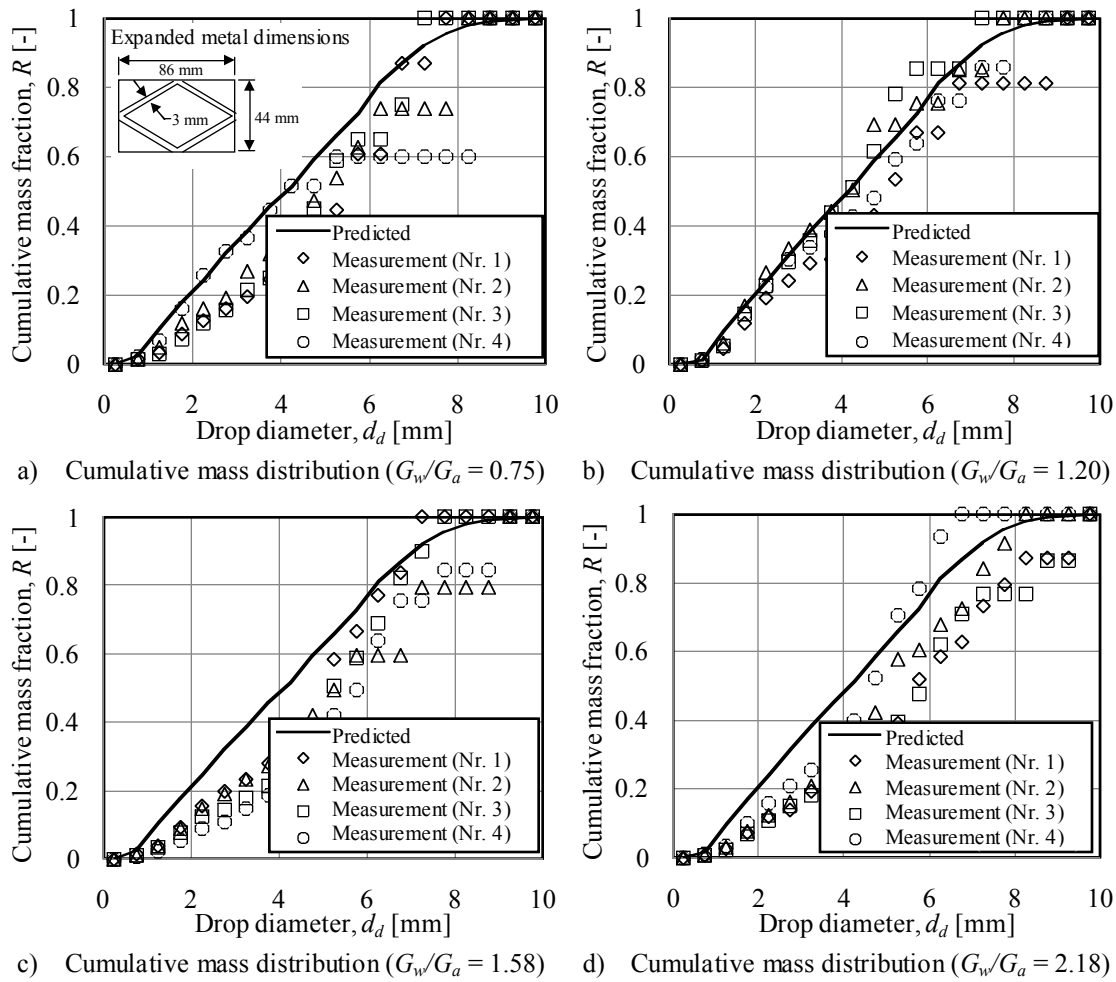 Cumulative mass fraction, R [-]
1
0.8
0.6
0.4
0.2
0
Expanded metal dimensions
86 mm
3 mm
44 mm
Predicted
Measurement (Nr. 1)
Measurement (Nr. 2)
Measurement (Nr. 3)
Measurement (Nr. 4)
0 2 4 6 8 10
Drop diameter, d_d [mm]
a) Cumulative mass distribution (G_w/G_a = 0.75)
Cumulative mass fraction, R [-]
1
0.8
0.6
0.4
0.2
0
Predicted
Measurement (Nr. 1)
Measurement (Nr. 2)
Measurement (Nr. 3)
Measurement (Nr. 4)
0 2 4 6 8 10
Drop diameter, d_d [mm]
b) Cumulative mass distribution (G_w/G_a = 1.20)
Cumulative mass fraction, R [-]
1
0.8
0.6
0.4
0.2
0
Predicted
Measurement (Nr. 1)
Measurement (Nr. 2)
Measurement (Nr. 3)
Measurement (Nr. 4)
0 2 4 6 8 10
Drop diameter, d_d [mm]
c) Cumulative mass distribution (G_w/G_a = 1.58)
Cumulative mass fraction, R [-]
1
0.8
0.6
0.4
0.2
0
Predicted
Measurement (Nr. 1)
Measurement (Nr. 2)
Measurement (Nr. 3)
Measurement (Nr. 4)
0 2 4 6 8 10
Drop diameter, d_d [mm]
d) Cumulative mass distribution (G_w/G_a = 2.18)